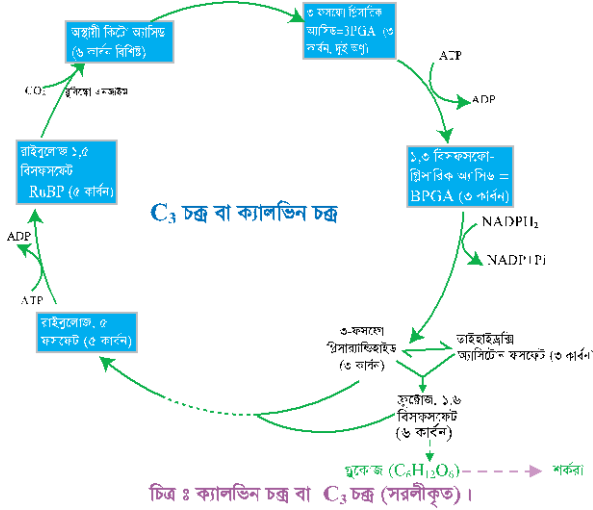 অস্থায়ী কিটো অ্যাসিড
(৬ কার্বন বিশিষ্ট)
৩ ফসফো গ্লিসারিক
অ্যাসিড=3PGA (৩
কার্বন, দুই অণু)
ATP
ADP
CO₂
রুবিস্কো এনজাইম
রাইবুলোজ ১,৫
বিসফসফেট
RuBP (৫ কার্বন)
১,৩ বিসফসফো-
গ্লিসারিক অ্যাসিড =
BPGA (৩ কার্বন)
C₃ চক্র বা ক্যালভিন চক্র
NADPH₂
NADP+Pi
ADP
ATP
রাইবুলোজ, ৫
ফসফেট (৫ কার্বন)
৩-ফসফো
গ্লিসার‍্যাল্ডিহাইড
(৩ কার্বন)
ডাইহাইড্রক্সি
অ্যাসিটোন ফসফেট (৩ কার্বন)
ফ্রুক্টোজ, ১,৬
বিসফসফেট
(৬ কার্বন)
গ্লুকোজ (C₆H₁₂O₆)
শর্করা
চিত্র ঃ ক্যালভিন চক্র বা C₃ চক্র (সরলীকৃত)।